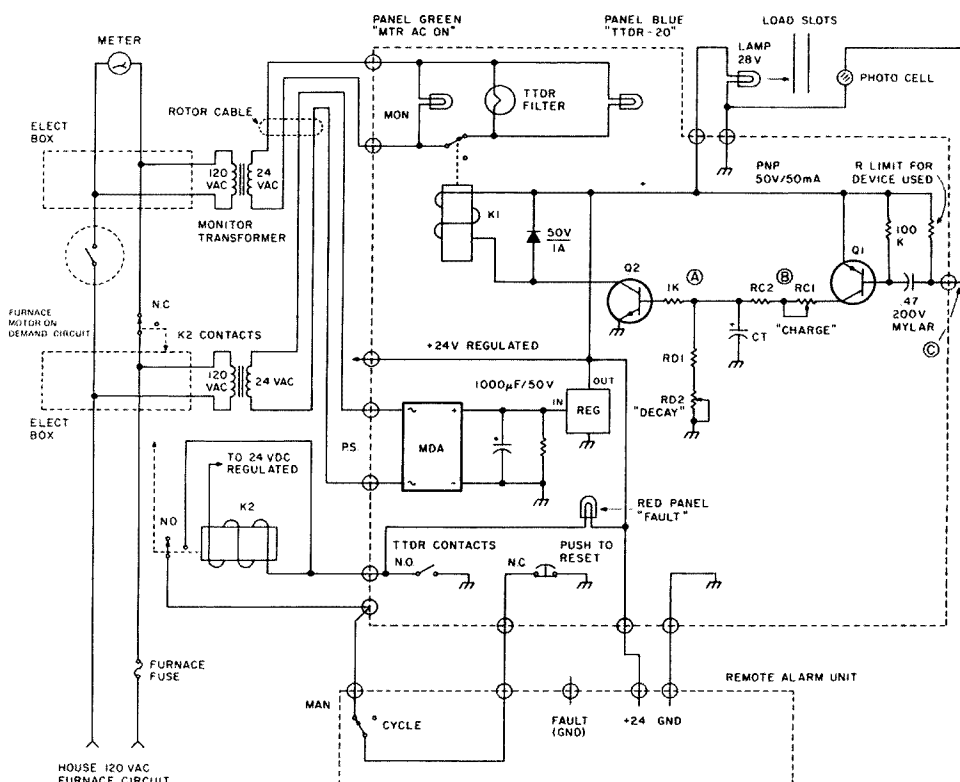 PANEL GREEN
"MTR AC ON"
PANEL BLUE
"TTDR-20"
LOAD SLOTS
METER
LAMP
28V
PHOTO CELL
ROTOR CABLE
MON
TTDR
FILTER
ELECT
BOX
120
VAC
24
VAC
MONITOR
TRANSFORMER
PNP
50V/50mA
R LIMIT FOR
DEVICE USED
+
K1
50V
1A
Q2
A
1K
B
RC2
RC1
"CHARGE"
Q1
100
K
.47
200V
MYLAR
C
FURNACE
MOTOR ON
DEMAND CIRCUIT
N.C
K2 CONTACTS
+
CT
RD1
RD2
"DECAY"
+24V REGULATED
120
VAC
24 VAC
1000µF/50V
OUT
IN
REG
ELECT
BOX
P.S.
~
+
MDA
~
-
+
TO 24 VDC
REGULATED
K2
N.O
RED PANEL
"FAULT"
TTDR CONTACTS
N.O.
PUSH TO
RESET
N.C
FURNACE
FUSE
REMOTE ALARM UNIT
MAN
CYCLE
FAULT
(GND)
+24
GND
HOUSE 120 VAC
FURNACE CIRCUIT